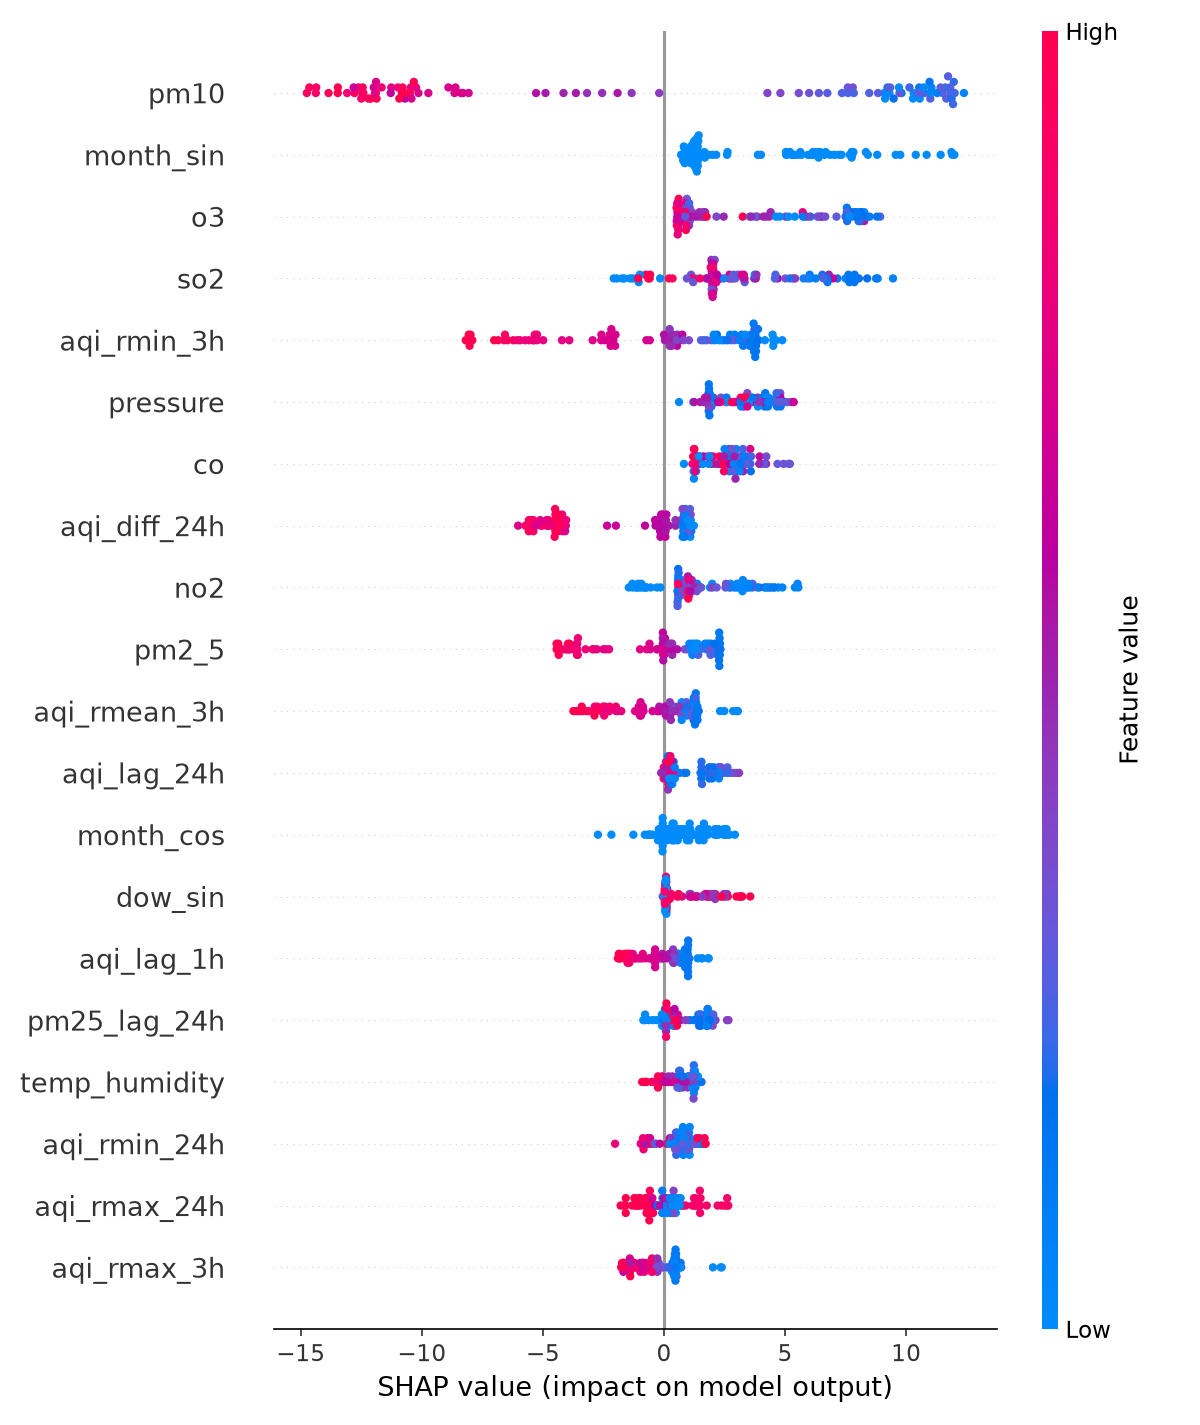 High
pm10
month_sin
o3
so2
aqi_rmin_3h
pressure
co
aqi_diff_24h
no2
pm2_5
aqi_rmean_3h
aqi_lag_24h
month_cos
dow_sin
aqi_lag_1h
pm25_lag_24h
temp_humidity
aqi_rmin_24h
aqi_rmax_24h
aqi_rmax_3h
Feature value
Low
−15 −10 −5 0 5 10
SHAP value (impact on model output)